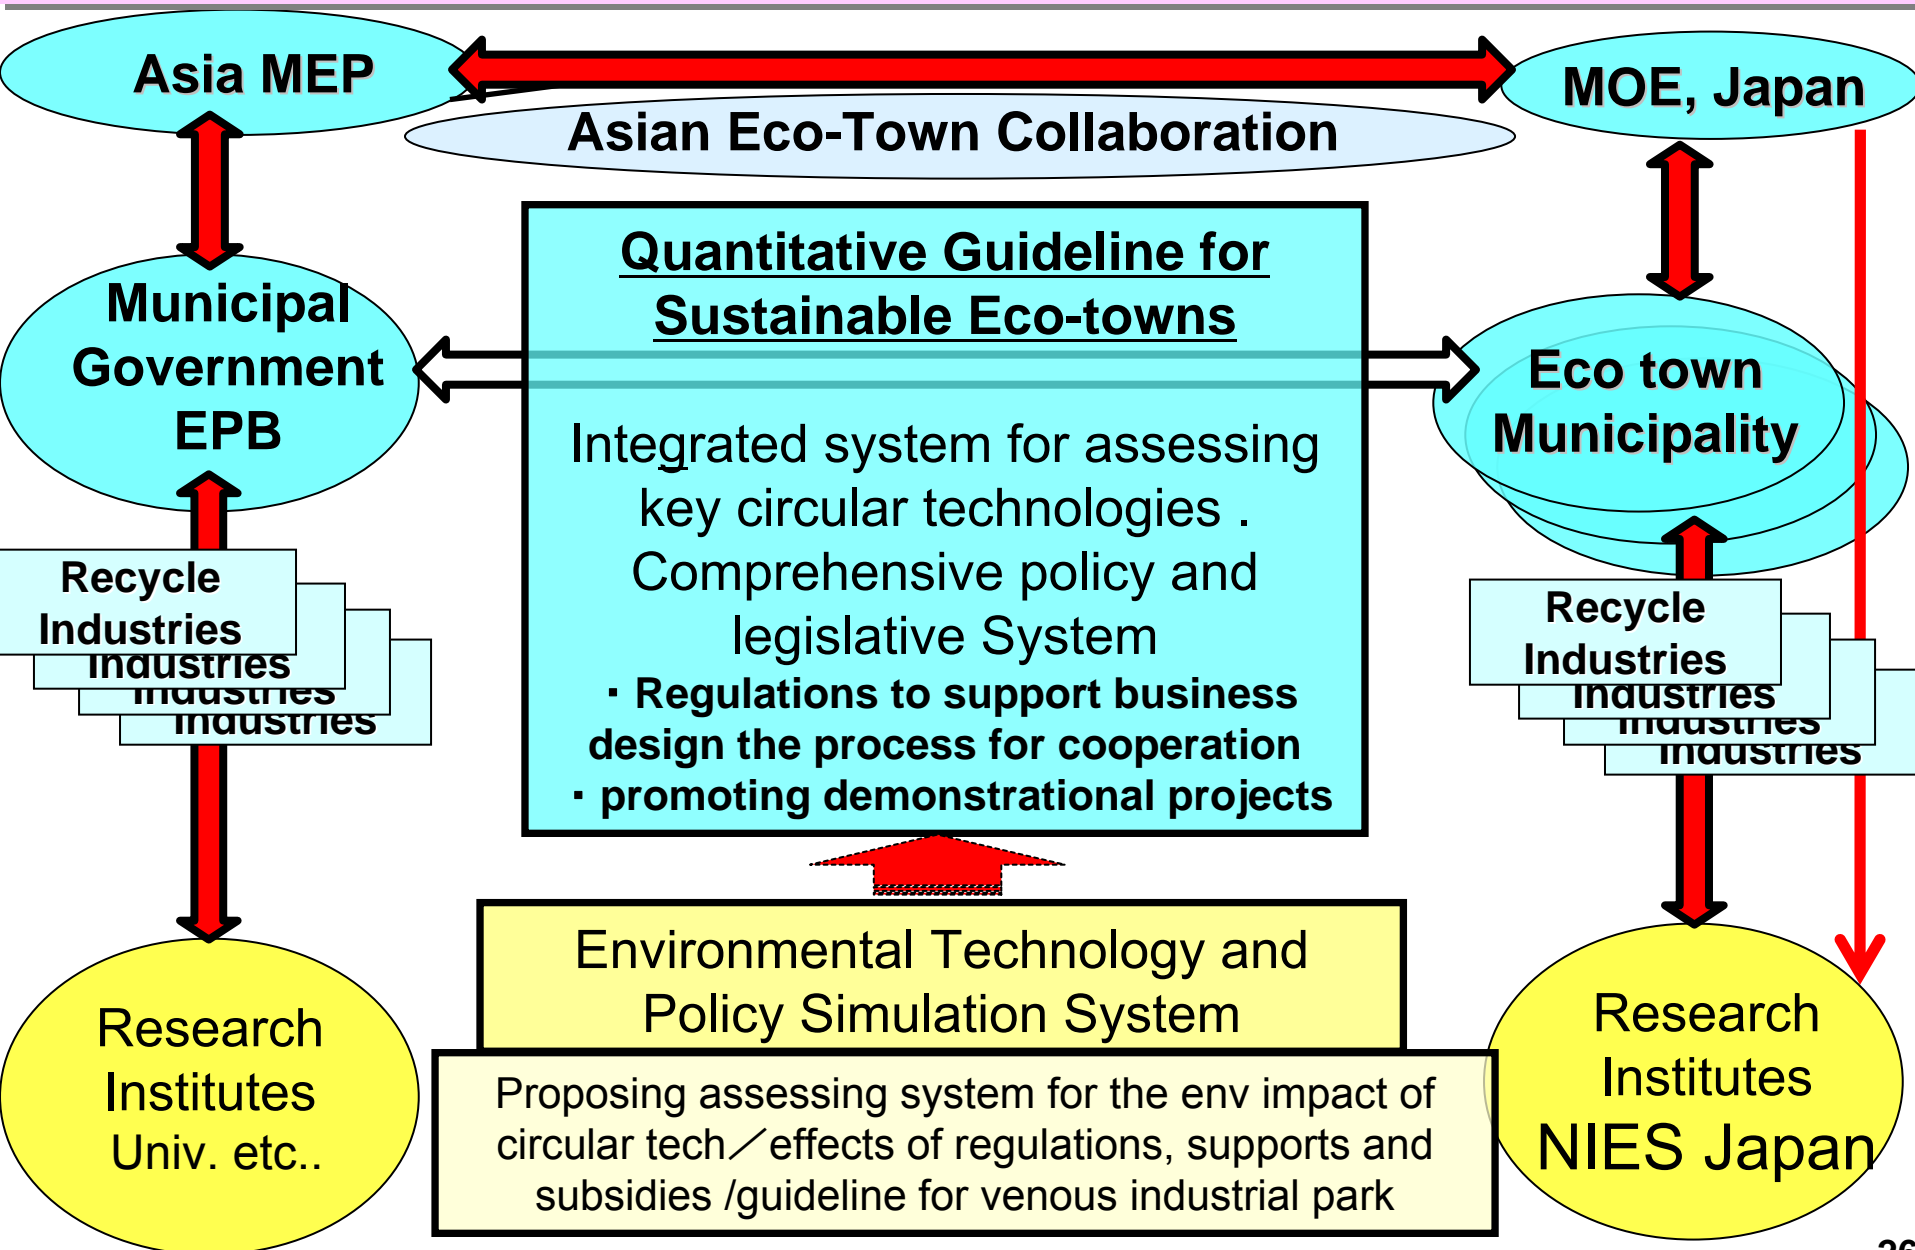 Asia MEP
MOE, Japan
Asian Eco-Town Collaboration
Municipal
Government
EPB
Quantitative Guideline for
Sustainable Eco-towns
Integrated system for assessing
key circular technologies .
Comprehensive policy and
legislative System
・Regulations to support business
design the process for cooperation
・promoting demonstrational projects
Eco town
Municipality
Recycle
Industries
Industries
Industries
Industries
Recycle
Industries
Industries
Industries
Industries
Environmental Technology and
Policy Simulation System
Proposing assessing system for the env impact of
circular tech／effects of regulations, supports and
subsidies /guideline for venous industrial park
Research
Institutes
Univ. etc..
Research
Institutes
NIES Japan